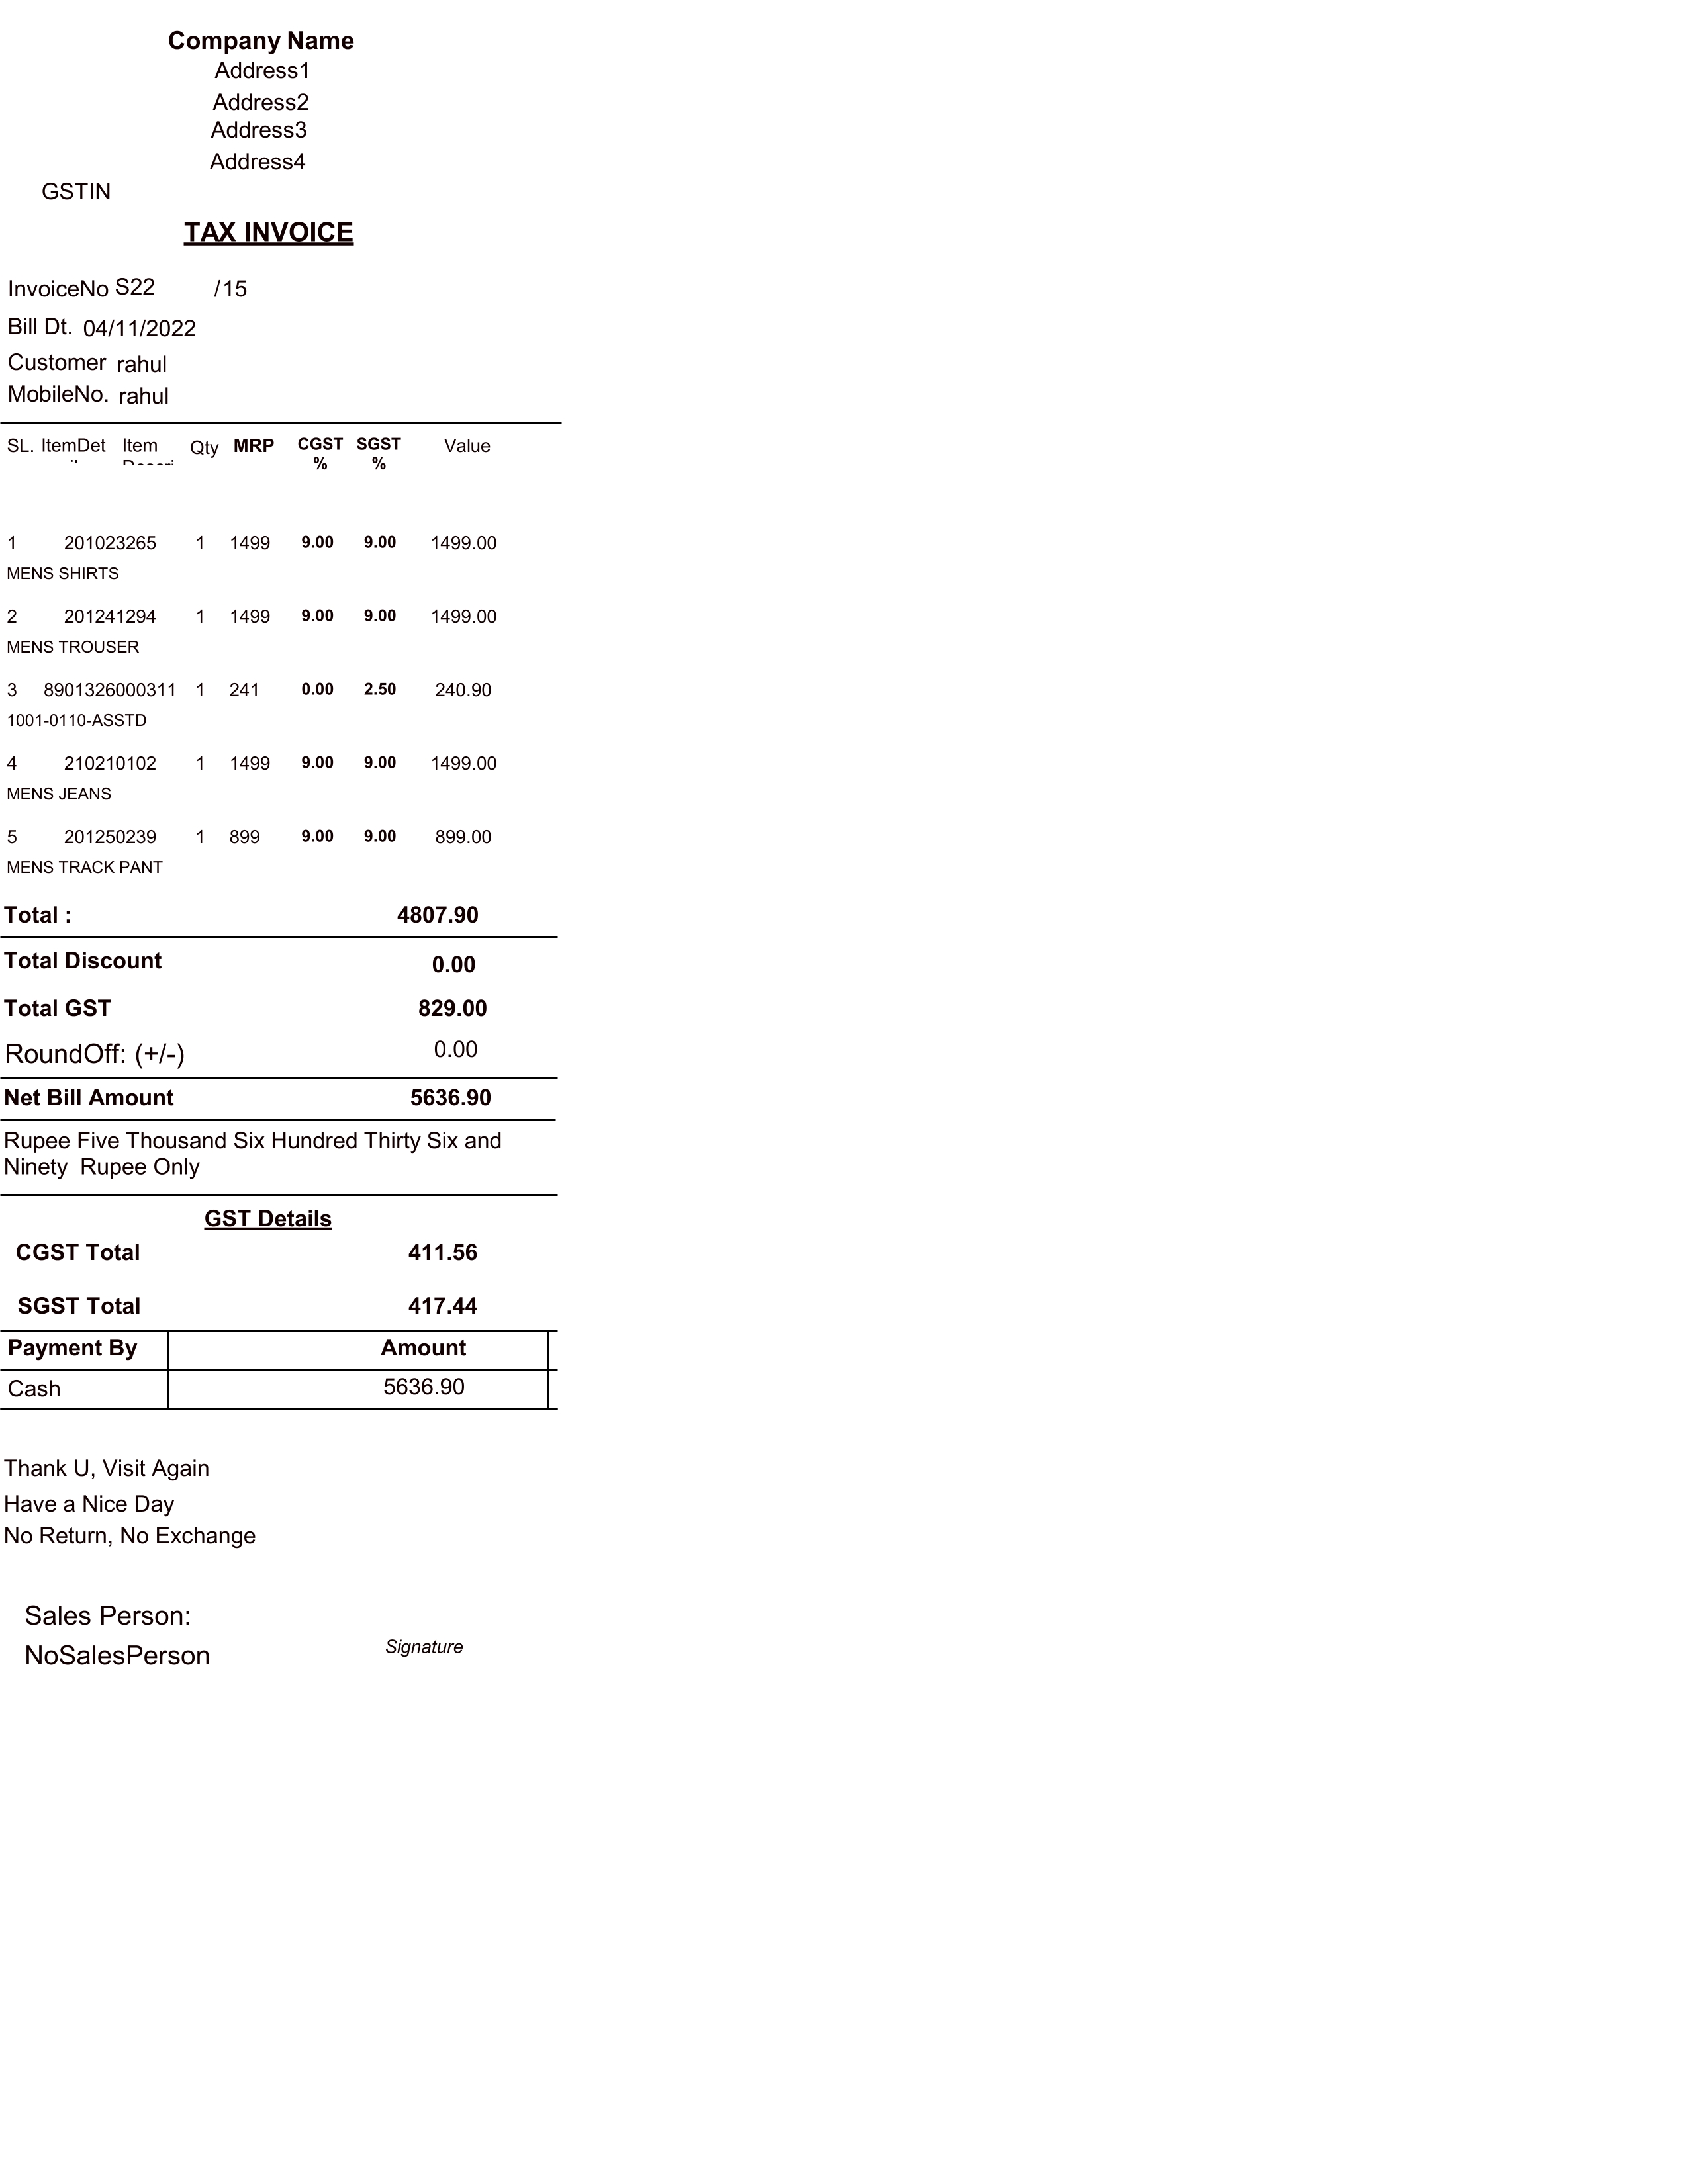 Company Name
Address1
Address2
Address3
Address4
GSTIN
TAX INVOICE
InvoiceNo S22 /15
Bill Dt. 04/11/2022
Customer rahul
MobileNo. rahul
SL. ItemDet Item Qty MRP CGST % SGST % Value
1 201023265 1 1499 9.00 9.00 1499.00
MENS SHIRTS
2 201241294 1 1499 9.00 9.00 1499.00
MENS TROUSER
3 8901326000311 1 241 0.00 2.50 240.90
1001-0110-ASSTD
4 210210102 1 1499 9.00 9.00 1499.00
MENS JEANS
5 201250239 1 899 9.00 9.00 899.00
MENS TRACK PANT
Total : 4807.90
Total Discount 0.00
Total GST 829.00
RoundOff: (+/-) 0.00
Net Bill Amount 5636.90
Rupee Five Thousand Six Hundred Thirty Six and
Ninety Rupee Only
GST Details
CGST Total 411.56
SGST Total 417.44
Payment By Amount
Cash 5636.90
Thank U, Visit Again
Have a Nice Day
No Return, No Exchange
Sales Person:
NoSalesPerson Signature